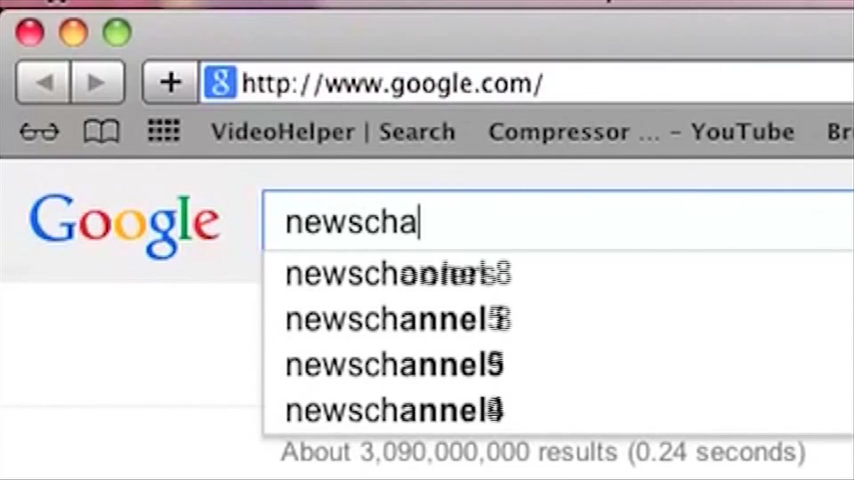 http://www.google.com/
VideoHelper | Search Compressor ... - YouTube Br
Google
newscha
newschannel
newschannel
newschannel
About 3,090,000,000 results (0.24 seconds)